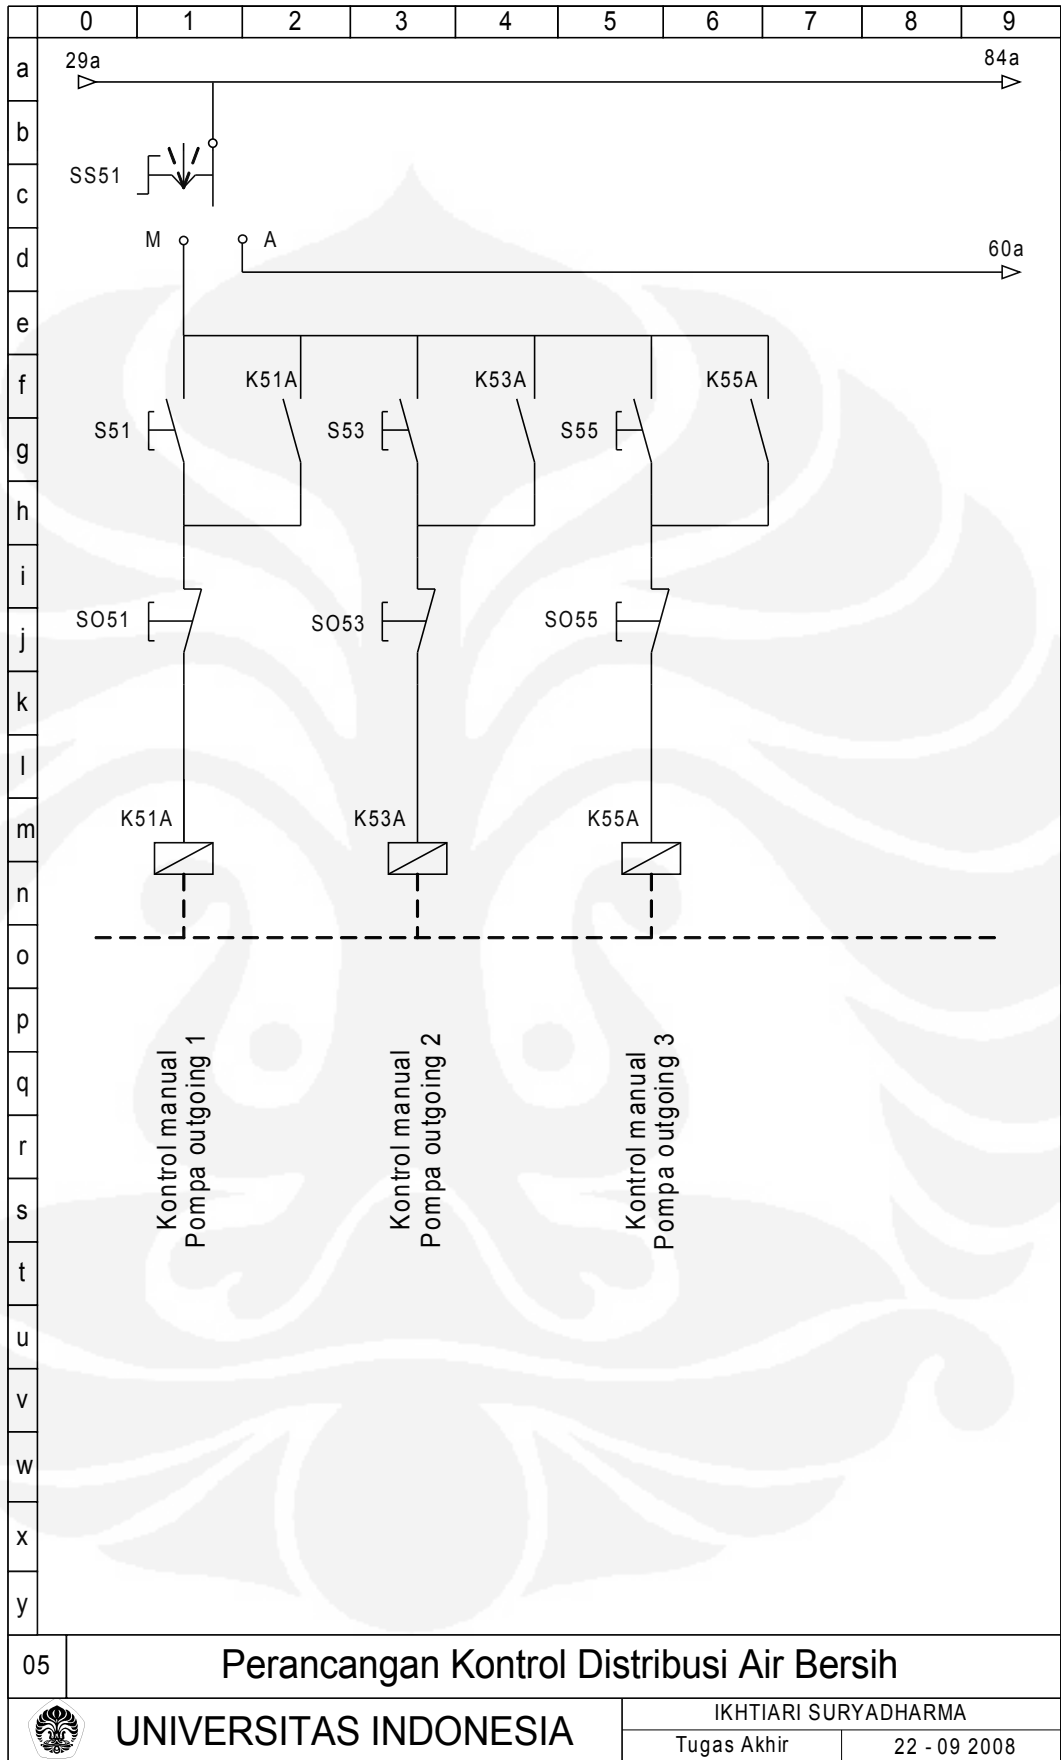 0 1 2 3 4 5 6 7 8 9
a
b
c
d
e
f
g
h
i
j
k
l
m
n
o
p
q
r
s
t
u
v
w
x
y
29a
84a
SS51
M
A
60a
K51A
K53A
K55A
S51
S53
S55
SO51
SO53
SO55
K51A
K53A
K55A
Kontrol manual
Pompa outgoing 1
Kontrol manual
Pompa outgoing 2
Kontrol manual
Pompa outgoing 3
05
Perancangan Kontrol Distribusi Air Bersih
UNIVERSITAS INDONESIA
IKHTIARI SURYADHARMA
Tugas Akhir
22 - 09 2008